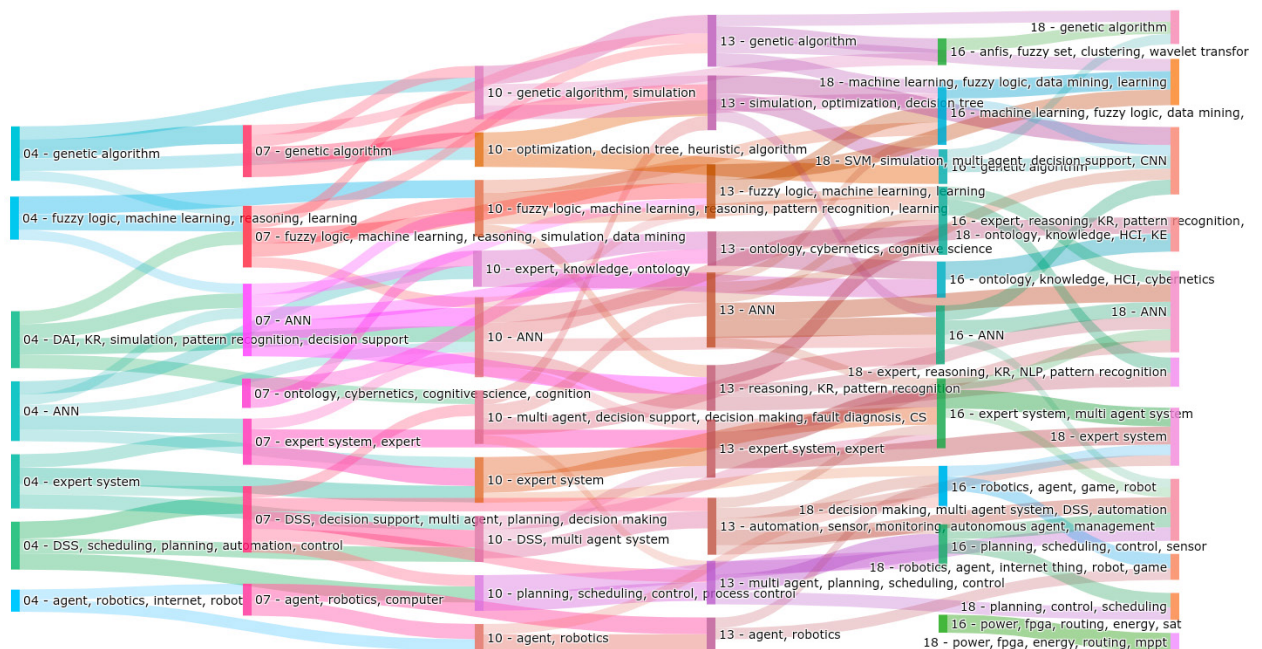 04 - genetic algorithm
04 - fuzzy logic, machine learning, reasoning, learning
04 - DAI, KR, simulation, pattern recognition, decision support
04 - ANN
04 - expert system
04 - DSS, scheduling, planning, automation, control
04 - agent, robotics, internet, robot
07 - genetic algorithm
07 - fuzzy logic, machine learning, reasoning, simulation, data mining
07 - ANN
07 - ontology, cybernetics, cognitive science, cognition
07 - expert system, expert
07 - DSS, decision support, multi agent, planning, decision making
07 - agent, robotics, computer
10 - genetic algorithm, simulation
10 - optimization, decision tree, heuristic, algorithm
10 - fuzzy logic, machine learning, reasoning, pattern recognition, learning
10 - expert, knowledge, ontology
10 - ANN
10 - multi agent, decision support, decision making, fault diagnosis, CS
10 - expert system
10 - DSS, multi agent system
10 - planning, scheduling, control, process control
10 - agent, robotics
13 - genetic algorithm
13 - simulation, optimization, decision tree
13 - fuzzy logic, machine learning, learning
13 - ontology, cybernetics, cognitive science
13 - ANN
13 - reasoning, KR, pattern recognition
13 - expert system, expert
13 - automation, sensor, monitoring, autonomous agent, management
13 - multi agent, planning, scheduling, control
13 - agent, robotics
16 - anfis, fuzzy set, clustering, wavelet transfor
16 - machine learning, fuzzy logic, data mining,
16 - genetic algorithm
16 - expert, reasoning, KR, pattern recognition,
16 - ontology, knowledge, HCI, cybernetics
16 - ANN
16 - expert system, multi agent system
16 - robotics, agent, game, robot
16 - planning, scheduling, control, sensor
16 - power, fpga, routing, energy, sat
18 - genetic algorithm
18 - machine learning, fuzzy logic, data mining, learning
18 - SVM, simulation, multi agent, decision support, CNN
18 - ontology, knowledge, HCI, KE
18 - ANN
18 - expert, reasoning, KR, NLP, pattern recognition
18 - expert system
18 - decision making, multi agent system, DSS, automation
18 - robotics, agent, internet thing, robot, game
18 - planning, control, scheduling
18 - power, fpga, energy, routing, mppt